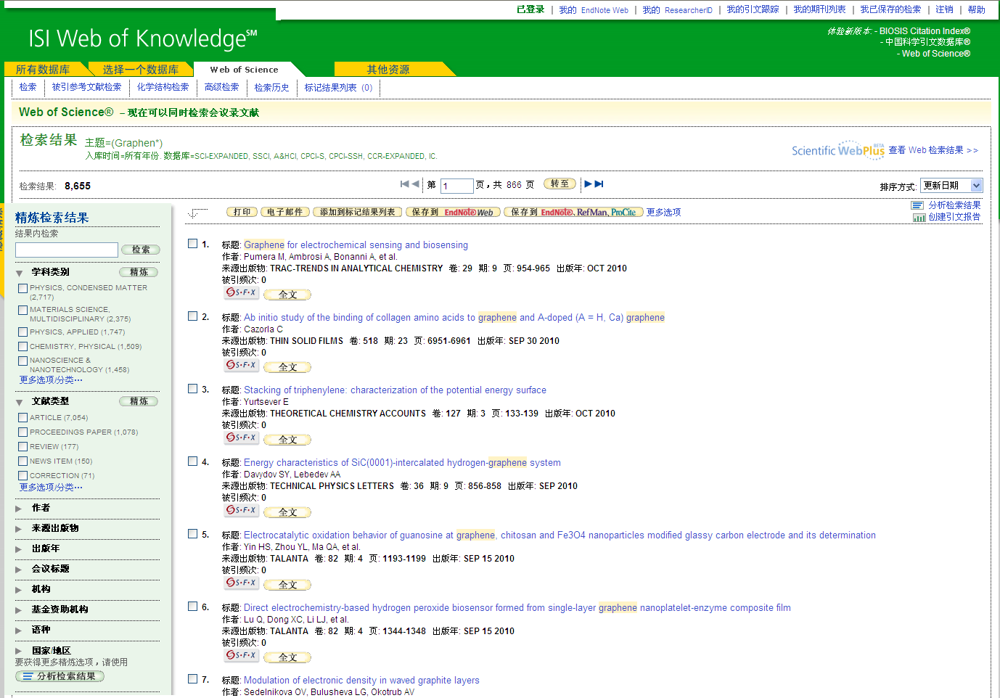 已登录 | 我的 EndNote Web | 我的 ResearcherID | 我的引文跟踪 | 我的期刊列表 | 我已保存的检索 | 注销 | 帮助
ISI Web of Knowledge℠
体验新版本: - BIOSIS Citation Index®
- 中国科学引文数据库®
- Web of Science®
所有数据库 选择一个数据库 Web of Science 其他资源
检索 被引参考文献检索 化学结构检索 高级检索 检索历史 标记结果列表 (0)
Web of Science® – 现在可以同时检索会议录文献
检索结果 主题=(Graphen*)
入库时间=所有年份. 数据库=SCI-EXPANDED, SSCI, A&HCI, CPCI-S, CPCI-SSH, CCR-EXPANDED, IC.
Scientific WebPlus BETA 查看 Web 检索结果 >>
检索结果: 8,655
第 1 页，共 866 页 转至
排序方式: 更新日期
精炼检索结果
结果内检索
检索
学科类别 精炼
PHYSICS, CONDENSED MATTER
(2,717)
MATERIALS SCIENCE,
MULTIDISCIPLINARY (2,375)
PHYSICS, APPLIED (1,747)
CHEMISTRY, PHYSICAL (1,509)
NANOSCIENCE &
NANOTECHNOLOGY (1,458)
更多选项/分类…
文献类型 精炼
ARTICLE (7,054)
PROCEEDINGS PAPER (1,078)
REVIEW (177)
NEWS ITEM (150)
CORRECTION (71)
更多选项/分类…
作者
来源出版物
出版年
会议标题
机构
基金资助机构
语种
国家/地区
要获得更多精炼选项，请使用
分析检索结果
打印 电子邮件 添加到标记结果列表 保存到 EndNote Web 保存到 EndNote, RefMan, ProCite 更多选项
分析检索结果
创建引文报告
1. 标题: Graphene for electrochemical sensing and biosensing
作者: Pumera M, Ambrosi A, Bonanni A, et al.
来源出版物: TRAC-TRENDS IN ANALYTICAL CHEMISTRY 卷: 29 期: 9 页: 954-965 出版年: OCT 2010
被引频次: 0
S·F·X 全文
2. 标题: Ab initio study of the binding of collagen amino acids to graphene and A-doped (A = H, Ca) graphene
作者: Cazorla C
来源出版物: THIN SOLID FILMS 卷: 518 期: 23 页: 6951-6961 出版年: SEP 30 2010
被引频次: 0
S·F·X 全文
3. 标题: Stacking of triphenylene: characterization of the potential energy surface
作者: Yurtsever E
来源出版物: THEORETICAL CHEMISTRY ACCOUNTS 卷: 127 期: 3 页: 133-139 出版年: OCT 2010
被引频次: 0
S·F·X 全文
4. 标题: Energy characteristics of SiC(0001)-intercalated hydrogen-graphene system
作者: Davydov SY, Lebedev AA
来源出版物: TECHNICAL PHYSICS LETTERS 卷: 36 期: 9 页: 856-858 出版年: SEP 2010
被引频次: 0
S·F·X 全文
5. 标题: Electrocatalytic oxidation behavior of guanosine at graphene, chitosan and Fe3O4 nanoparticles modified glassy carbon electrode and its determination
作者: Yin HS, Zhou YL, Ma QA, et al.
来源出版物: TALANTA 卷: 82 期: 4 页: 1193-1199 出版年: SEP 15 2010
被引频次: 0
S·F·X 全文
6. 标题: Direct electrochemistry-based hydrogen peroxide biosensor formed from single-layer graphene nanoplatelet-enzyme composite film
作者: Lu Q, Dong XC, Li LJ, et al.
来源出版物: TALANTA 卷: 82 期: 4 页: 1344-1348 出版年: SEP 15 2010
被引频次: 0
S·F·X 全文
7. 标题: Modulation of electronic density in waved graphite layers
作者: Sedelnikova OV, Bulusheva LG, Okotrub AV